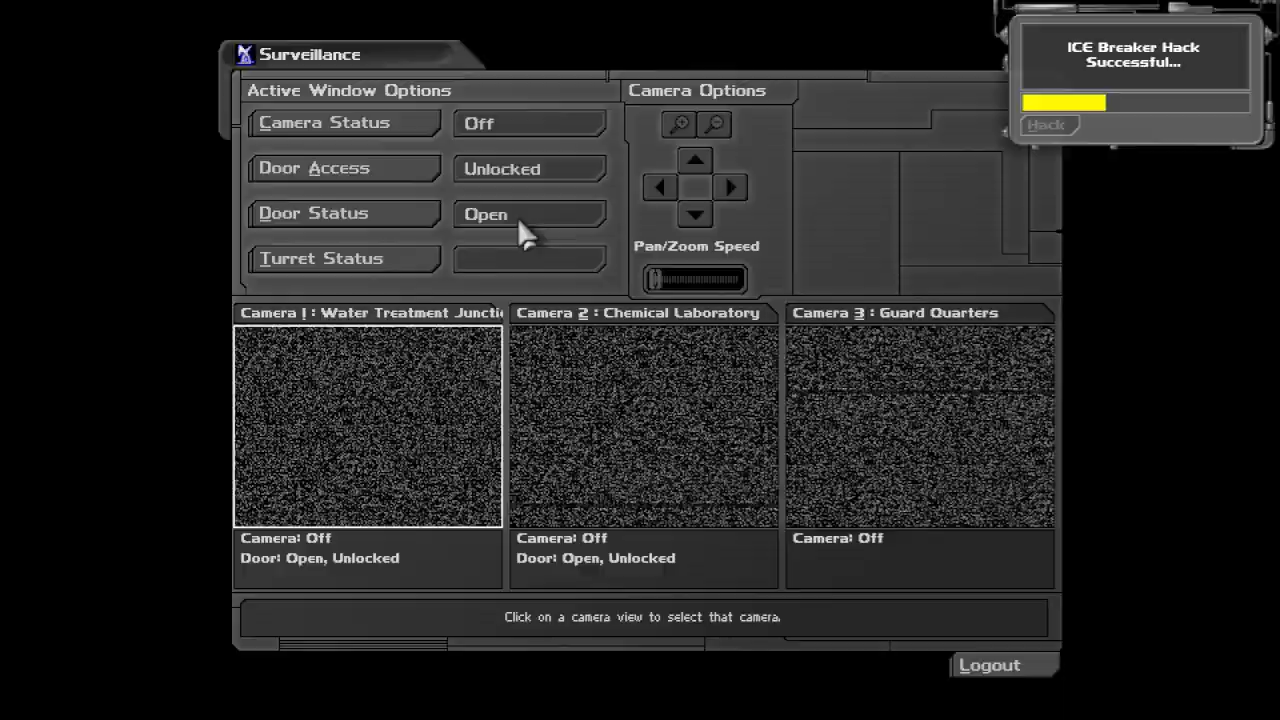 Surveillance
ICE Breaker Hack
Successful...
Hack
Active Window Options
Camera Options
Camera Status
Off
Door Access
Unlocked
Door Status
Open
Turret Status
Pan/Zoom Speed
Camera 1 : Water Treatment Juncti
Camera 2 : Chemical Laboratory
Camera 3 : Guard Quarters
Camera: Off
Door: Open, Unlocked
Camera: Off
Door: Open, Unlocked
Camera: Off
Click on a camera view to select that camera.
Logout